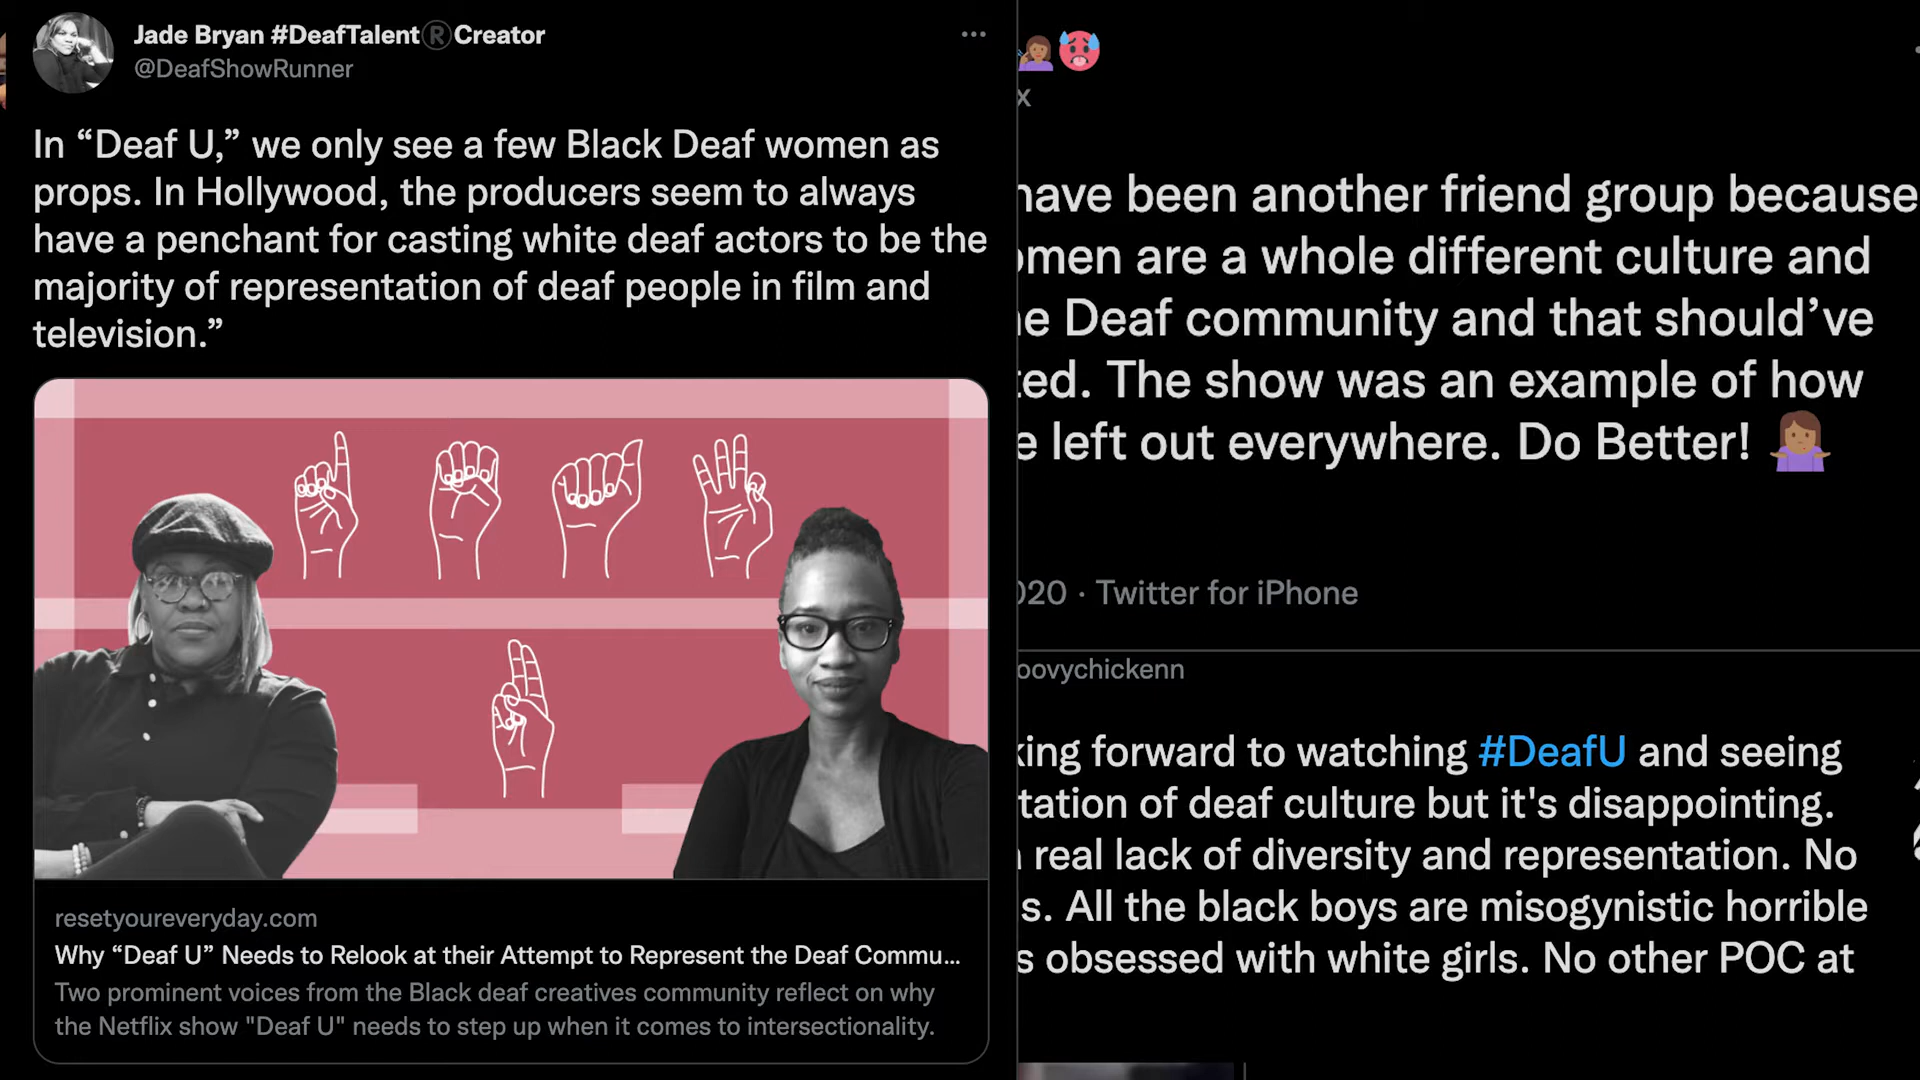 Jade Bryan #DeafTalent®Creator
@DeafShowRunner
In “Deaf U,” we only see a few Black Deaf women as
props. In Hollywood, the producers seem to always
have a penchant for casting white deaf actors to be the
majority of representation of deaf people in film and
television.”
resetyoureveryday.com
Why “Deaf U” Needs to Relook at their Attempt to Represent the Deaf Commu...
Two prominent voices from the Black deaf creatives community reflect on why
the Netflix show "Deaf U" needs to step up when it comes to intersectionality.
x
have been another friend group because
omen are a whole different culture and
e Deaf community and that should’ve
ted. The show was an example of how
e left out everywhere. Do Better!
020 · Twitter for iPhone
oovychickenn
king forward to watching #DeafU and seeing
tation of deaf culture but it's disappointing.
real lack of diversity and representation. No
s. All the black boys are misogynistic horrible
s obsessed with white girls. No other POC at